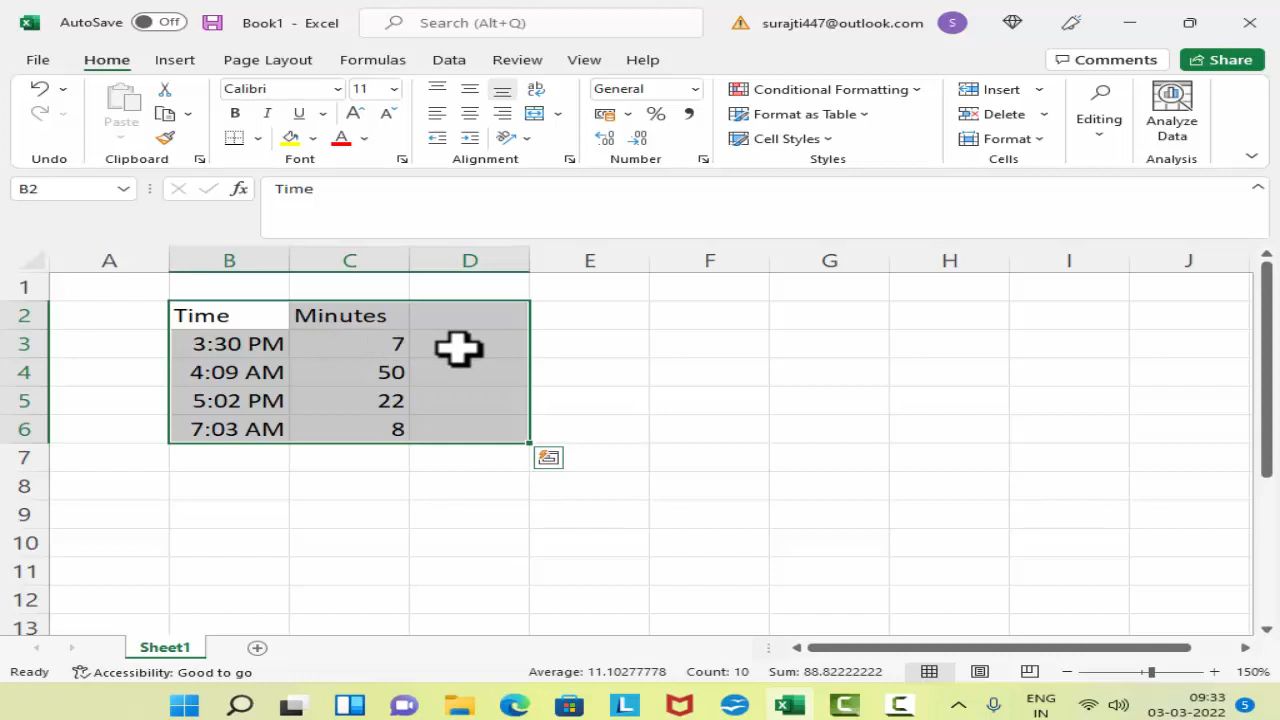 AutoSave Off Book1 - Excel Search (Alt+Q) surajti447@outlook.com S
File Home Insert Page Layout Formulas Data Review View Help Comments Share
Calibri 11 General Conditional Formatting Insert
Paste B I U Format as Table Delete Editing Analyze Data
A Cell Styles Format
Undo Clipboard Font Alignment Number Styles Cells Analysis
B2 fx Time
A B C D E F G H I J
1
2 Time Minutes
3 3:30 PM 7
4 4:09 AM 50
5 5:02 PM 22
6 7:03 AM 8
7
8
9
10
11
12
13
Sheet1
Ready Accessibility: Good to go Average: 11.10277778 Count: 10 Sum: 88.82222222 150%
ENG 09:33
IN 03-03-2022 5